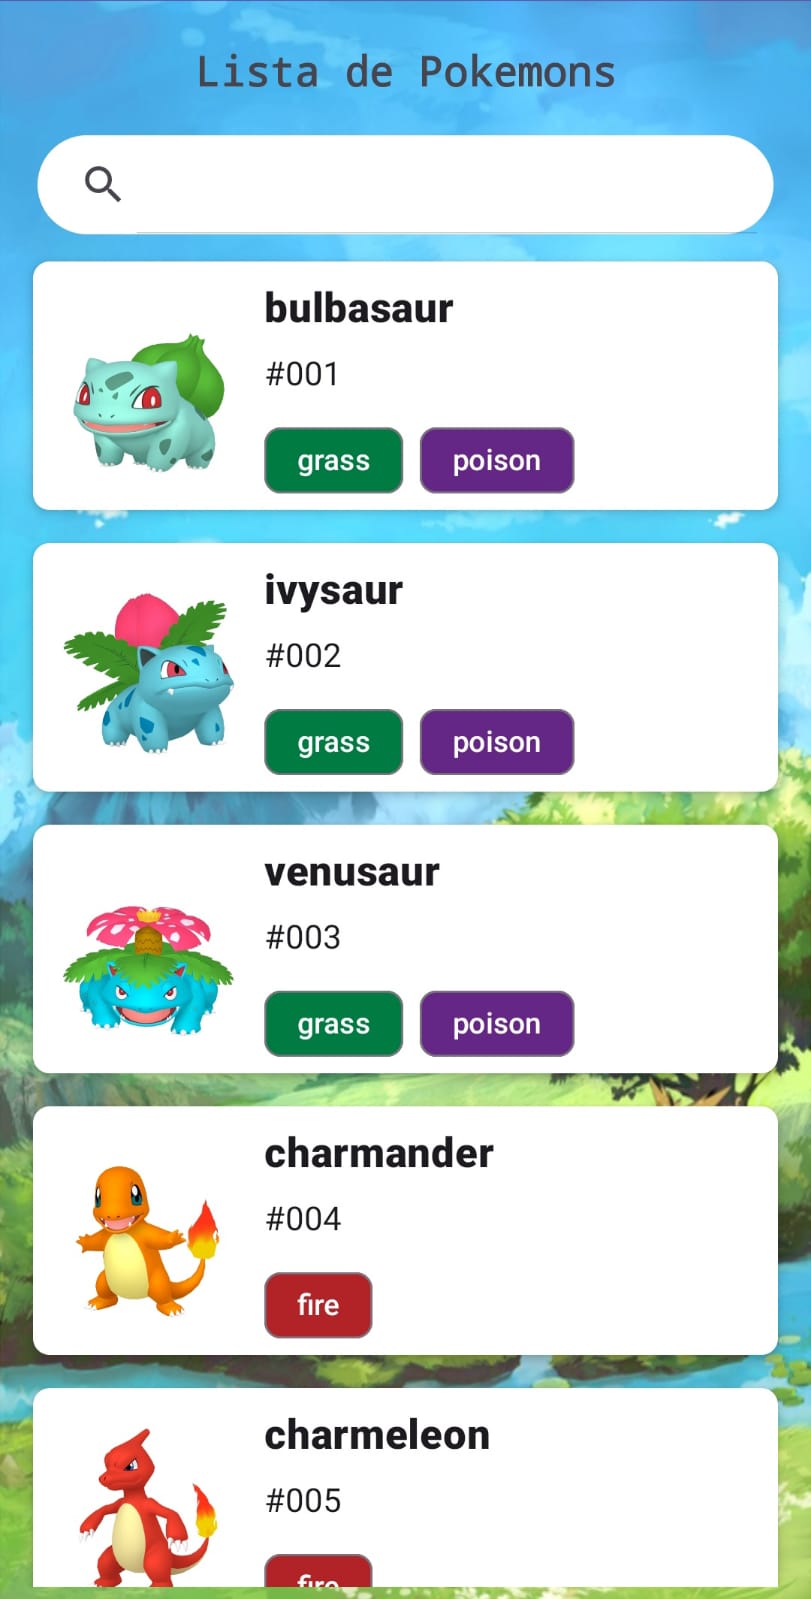 Lista de Pokemons
bulbasaur
#001
grass poison
ivysaur
#002
grass poison
venusaur
#003
grass poison
charmander
#004
fire
charmeleon
#005
fire